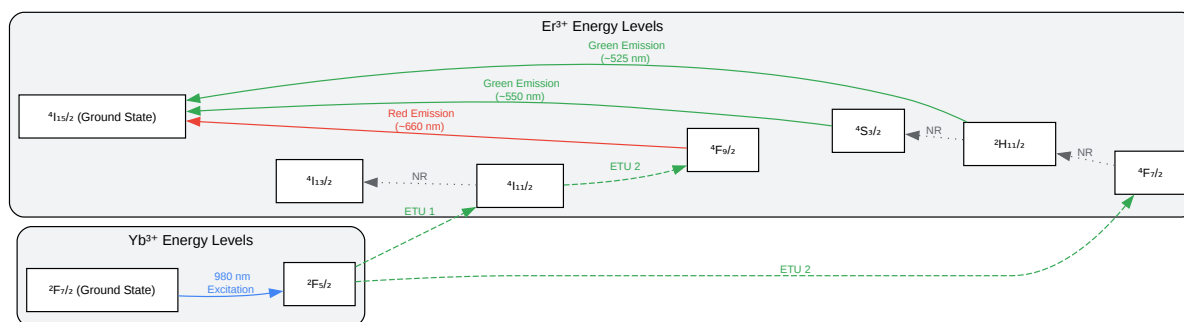 Er³⁺ Energy Levels
Green Emission
(~525 nm)
Green Emission
(~550 nm)
⁴I₁₅/₂ (Ground State)
Red Emission
(~660 nm)
⁴S₃/₂
NR
²H₁₁/₂
⁴F₉/₂
NR
⁴F₇/₂
⁴I₁₃/₂
NR
⁴I₁₁/₂
ETU 2
ETU 1
Yb³⁺ Energy Levels
²F₇/₂ (Ground State)
980 nm
Excitation
²F₅/₂
ETU 2